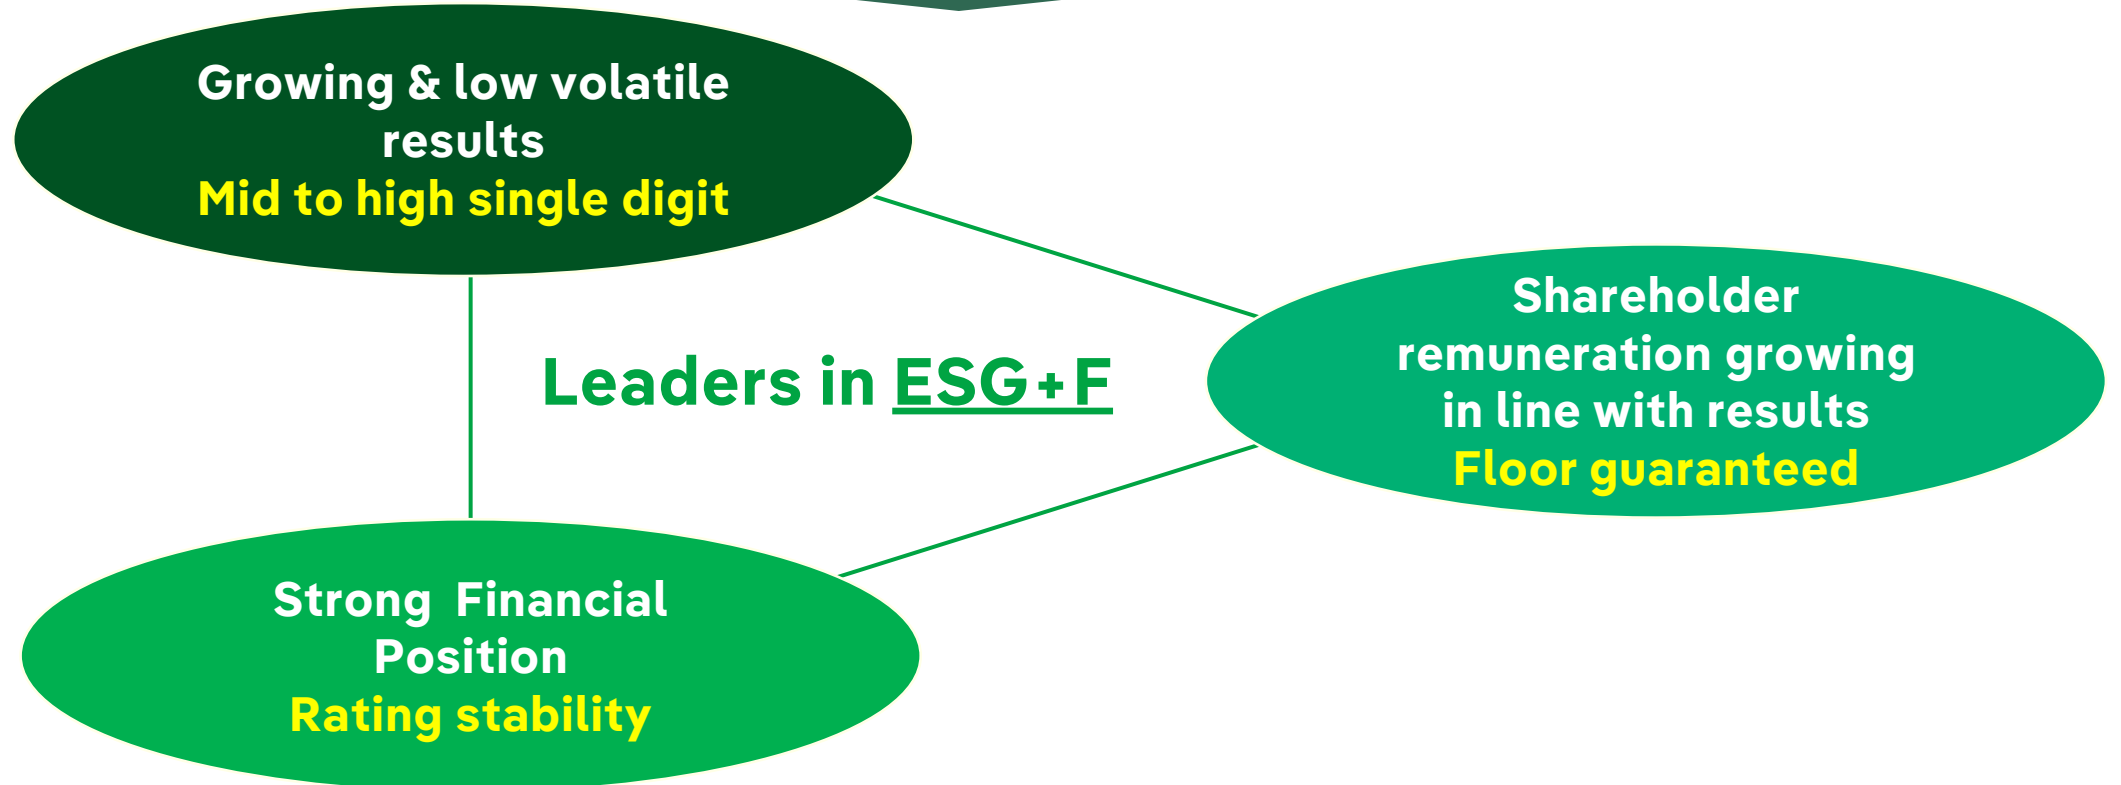 Growing & low volatile
results
Mid to high single digit
Shareholder
remuneration growing
in line with results
Floor guaranteed
Leaders in ESG+F
Strong Financial
Position
Rating stability